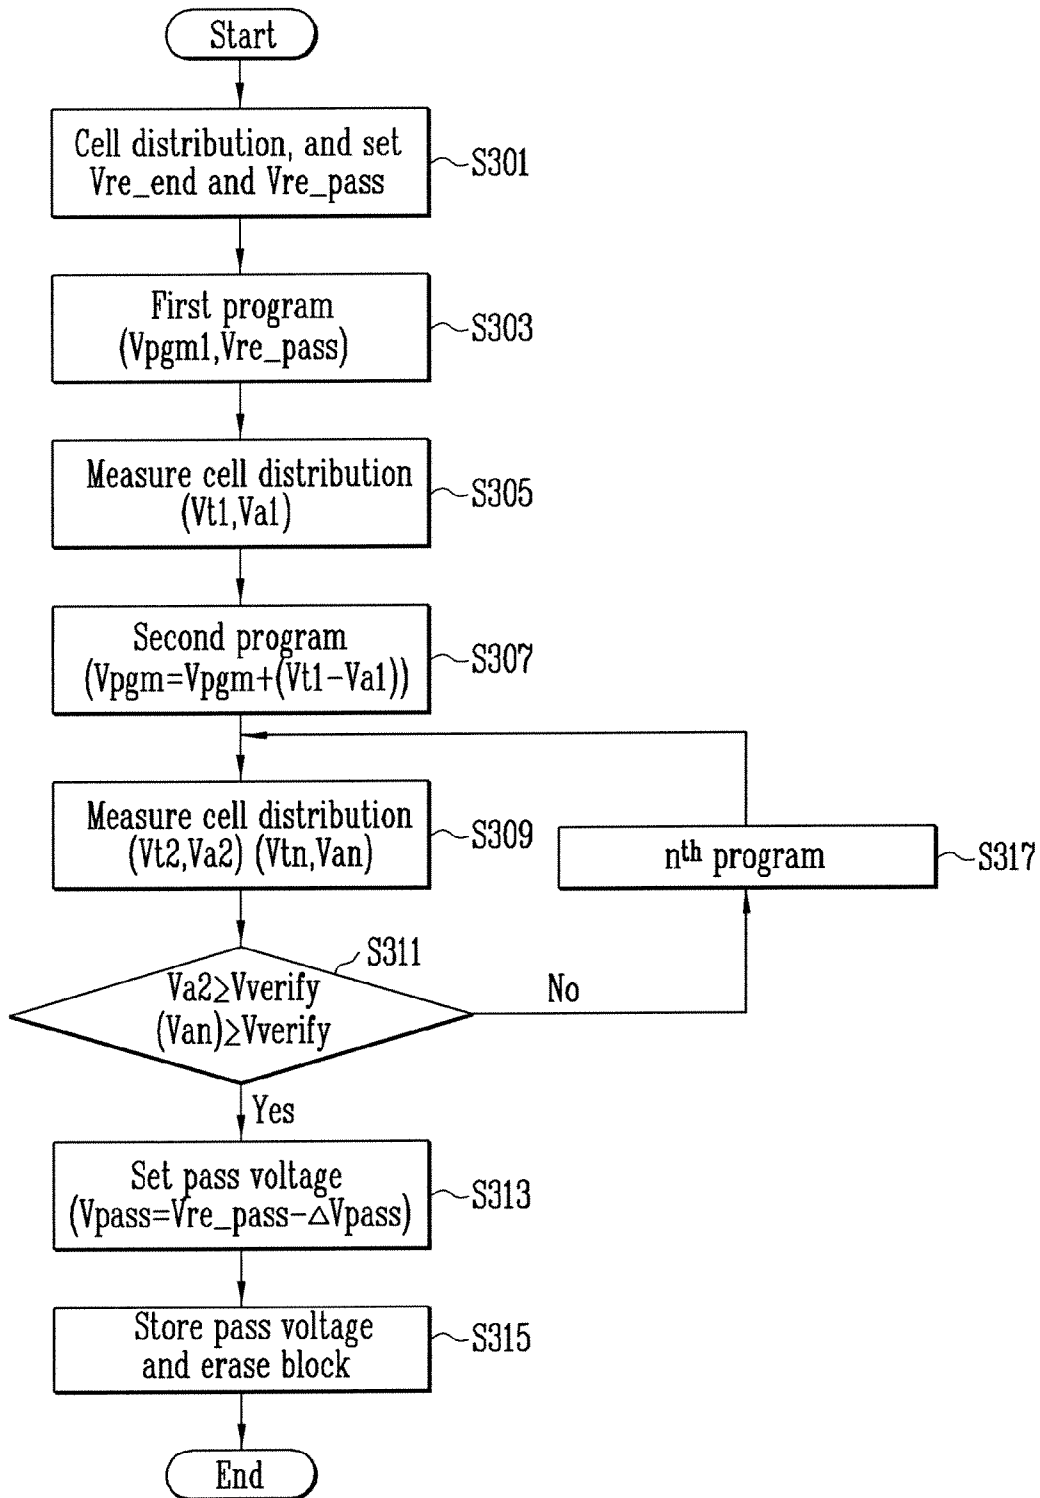 Start
Cell distribution, and set
Vre_end and Vre_pass
S301
First program
(Vpgm1,Vre_pass)
S303
Measure cell distribution
(Vt1,Va1)
S305
Second program
(Vpgm=Vpgm+(Vt1-Va1))
S307
Measure cell distribution
(Vt2,Va2) (Vtn,Van)
S309
nth program
S317
S311
Va2≥Vverify
(Van)≥Vverify
No
Yes
Set pass voltage
(Vpass=Vre_pass-△Vpass)
S313
Store pass voltage
and erase block
S315
End